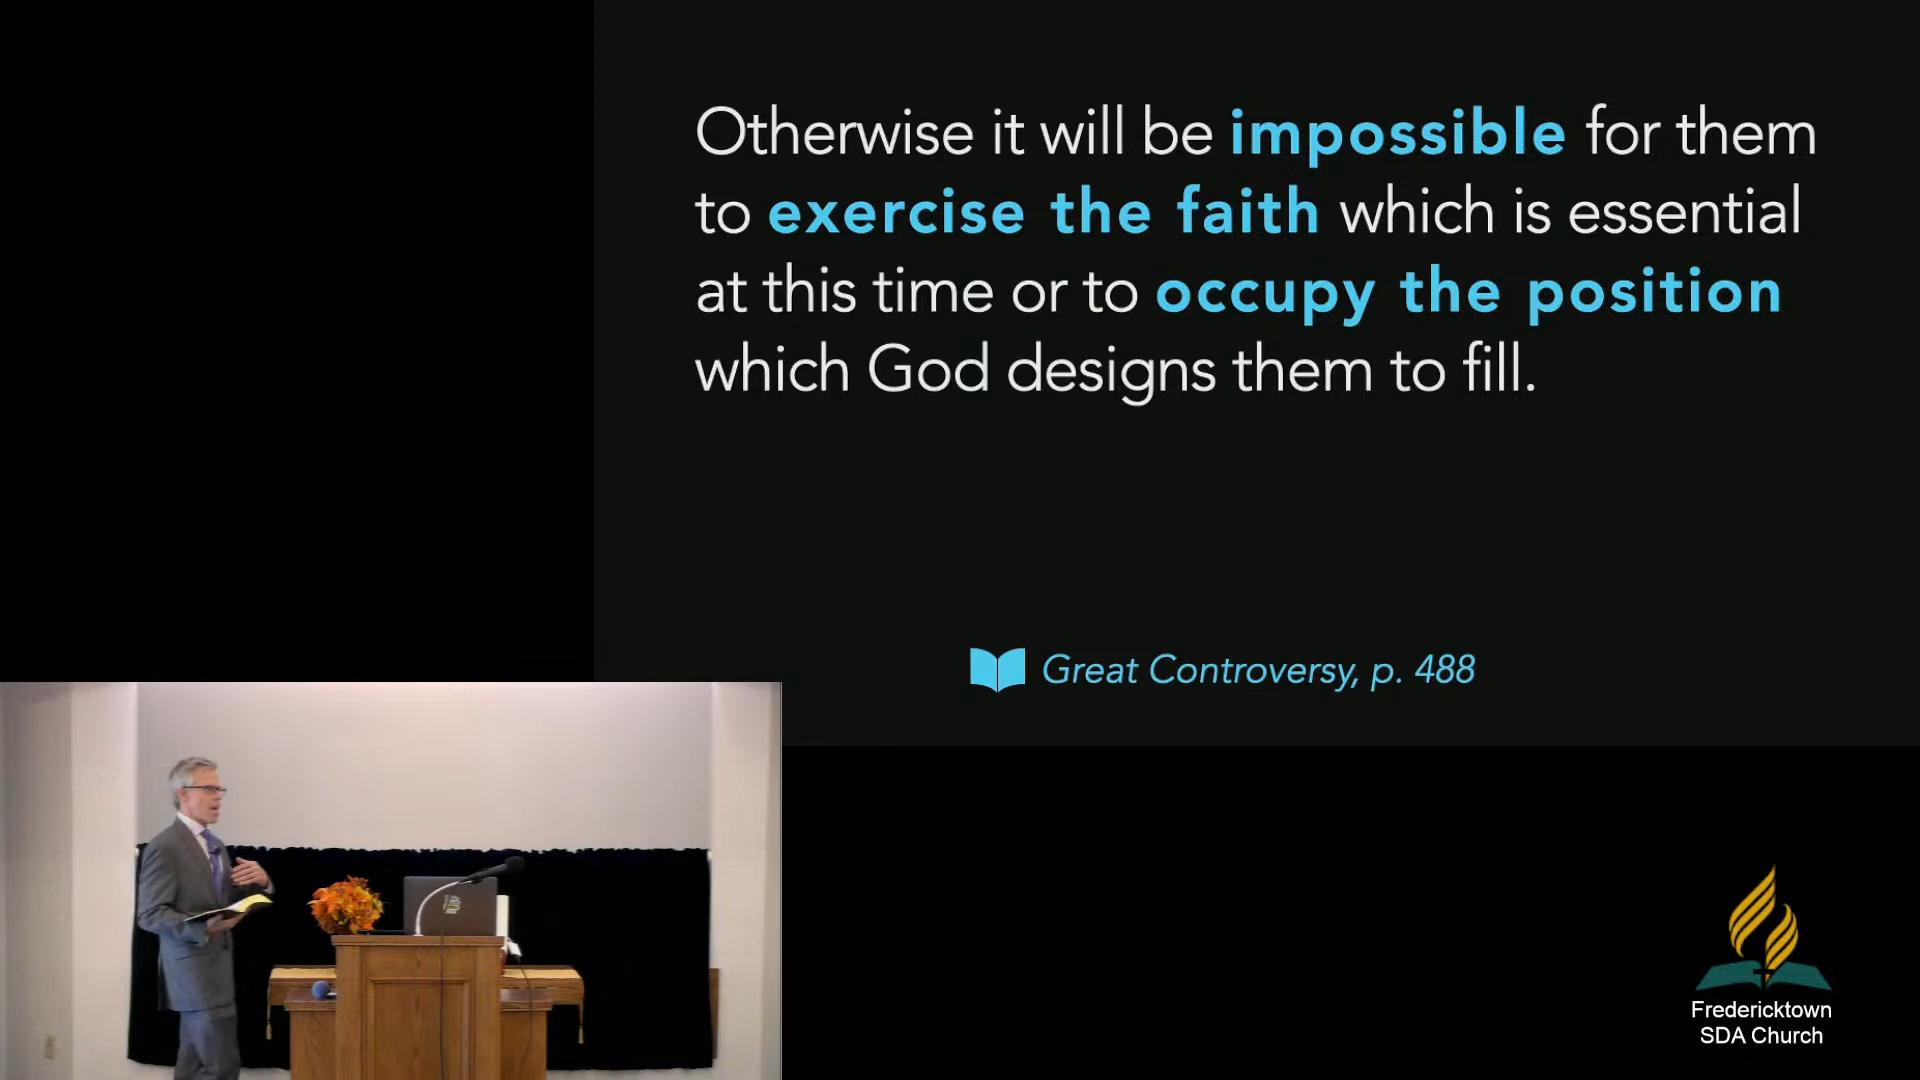 Otherwise it will be impossible for them
to exercise the faith which is essential
at this time or to occupy the position
which God designs them to fill.
Great Controversy, p. 488
Fredericktown
SDA Church